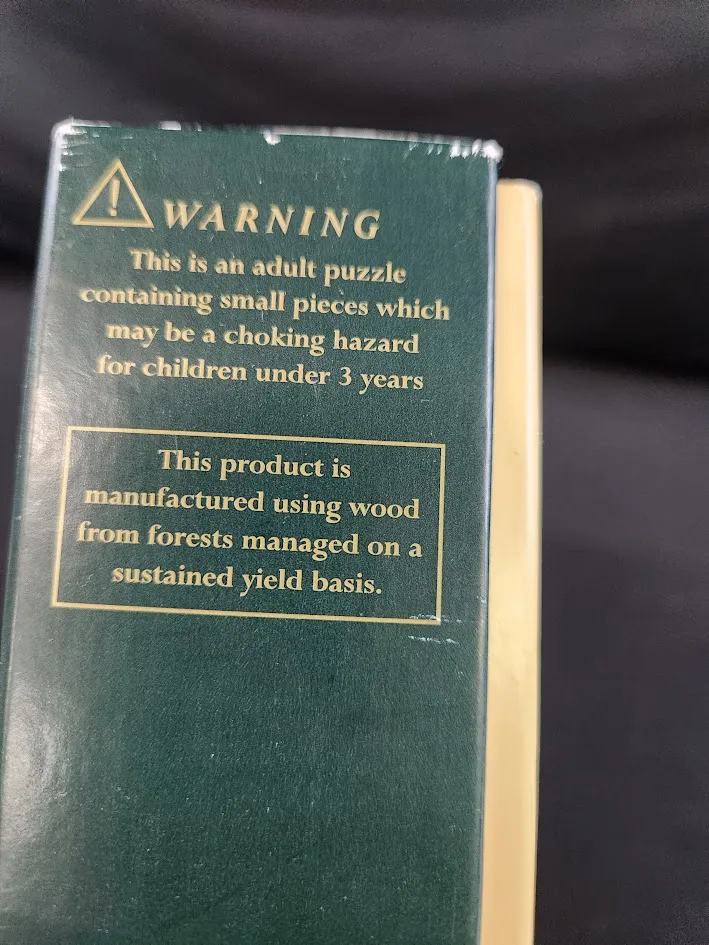 WARNING
This is an adult puzzle
containing small pieces which
may be a choking hazard
for children under 3 years
This product is
manufactured using wood
from forests managed on a
sustained yield basis.